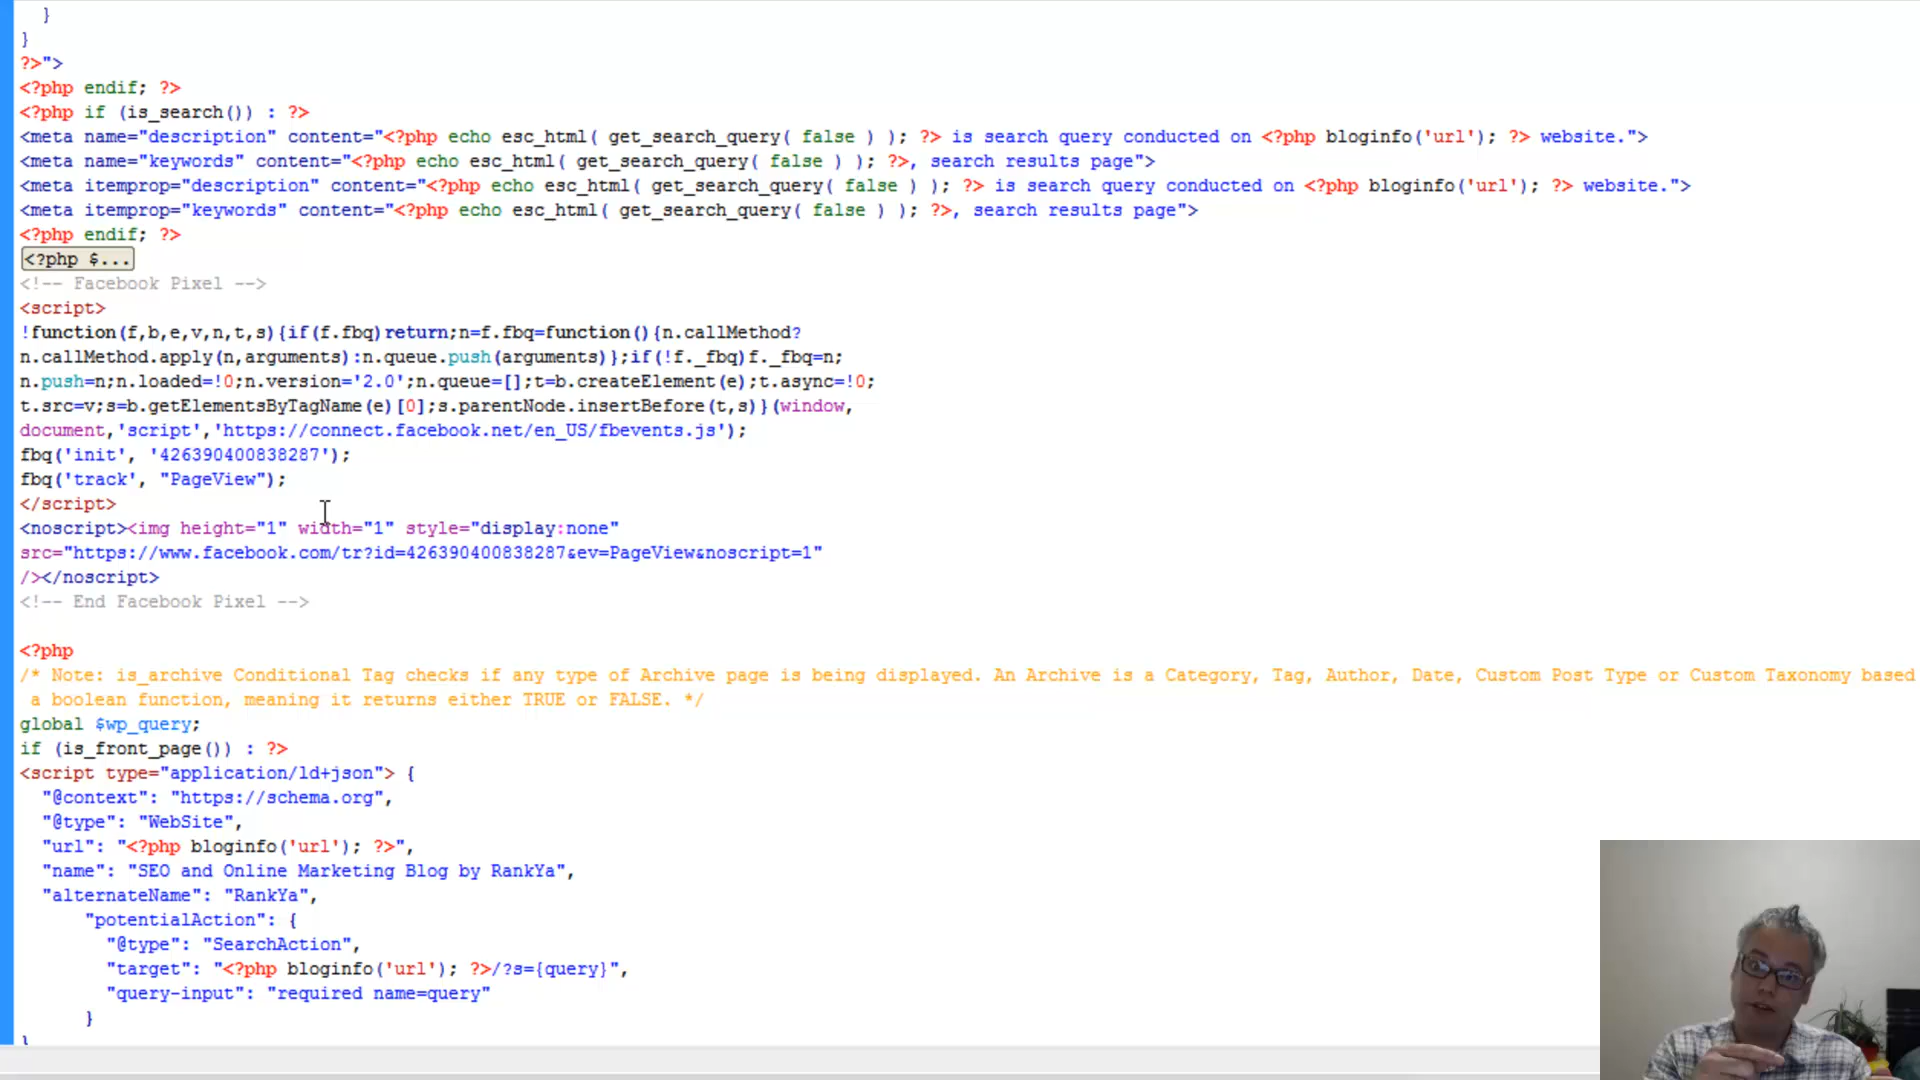 }
}
?>">
<?php endif; ?>
<?php if (is_search()) : ?>
<meta name="description" content="<?php echo esc_html( get_search_query( false ) ); ?> is search query conducted on <?php bloginfo('url'); ?> website.">
<meta name="keywords" content="<?php echo esc_html( get_search_query( false ) ); ?>, search results page">
<meta itemprop="description" content="<?php echo esc_html( get_search_query( false ) ); ?> is search query conducted on <?php bloginfo('url'); ?> website.">
<meta itemprop="keywords" content="<?php echo esc_html( get_search_query( false ) ); ?>, search results page">
<?php endif; ?>
<?php $...
<!-- Facebook Pixel -->
<script>
!function(f,b,e,v,n,t,s){if(f.fbq)return;n=f.fbq=function(){n.callMethod?
n.callMethod.apply(n,arguments):n.queue.push(arguments)};if(!f._fbq)f._fbq=n;
n.push=n;n.loaded=!0;n.version='2.0';n.queue=[];t=b.createElement(e);t.async=!0;
t.src=v;s=b.getElementsByTagName(e)[0];s.parentNode.insertBefore(t,s)}(window,
document,'script','https://connect.facebook.net/en_US/fbevents.js');
fbq('init', '426390400838287');
fbq('track', "PageView");
</script>
<noscript><img height="1" width="1" style="display:none"
src="https://www.facebook.com/tr?id=426390400838287&ev=PageView&noscript=1"
/></noscript>
<!-- End Facebook Pixel -->
<?php
/* Note: is_archive Conditional Tag checks if any type of Archive page is being displayed. An Archive is a Category, Tag, Author, Date, Custom Post Type or Custom Taxonomy based
a boolean function, meaning it returns either TRUE or FALSE. */
global $wp_query;
if (is_front_page()) : ?>
<script type="application/ld+json"> {
"@context": "https://schema.org",
"@type": "WebSite",
"url": "<?php bloginfo('url'); ?>",
"name": "SEO and Online Marketing Blog by RankYa",
"alternateName": "RankYa",
"potentialAction": {
"@type": "SearchAction",
"target": "<?php bloginfo('url'); ?>/?s={query}",
"query-input": "required name=query"
}
}